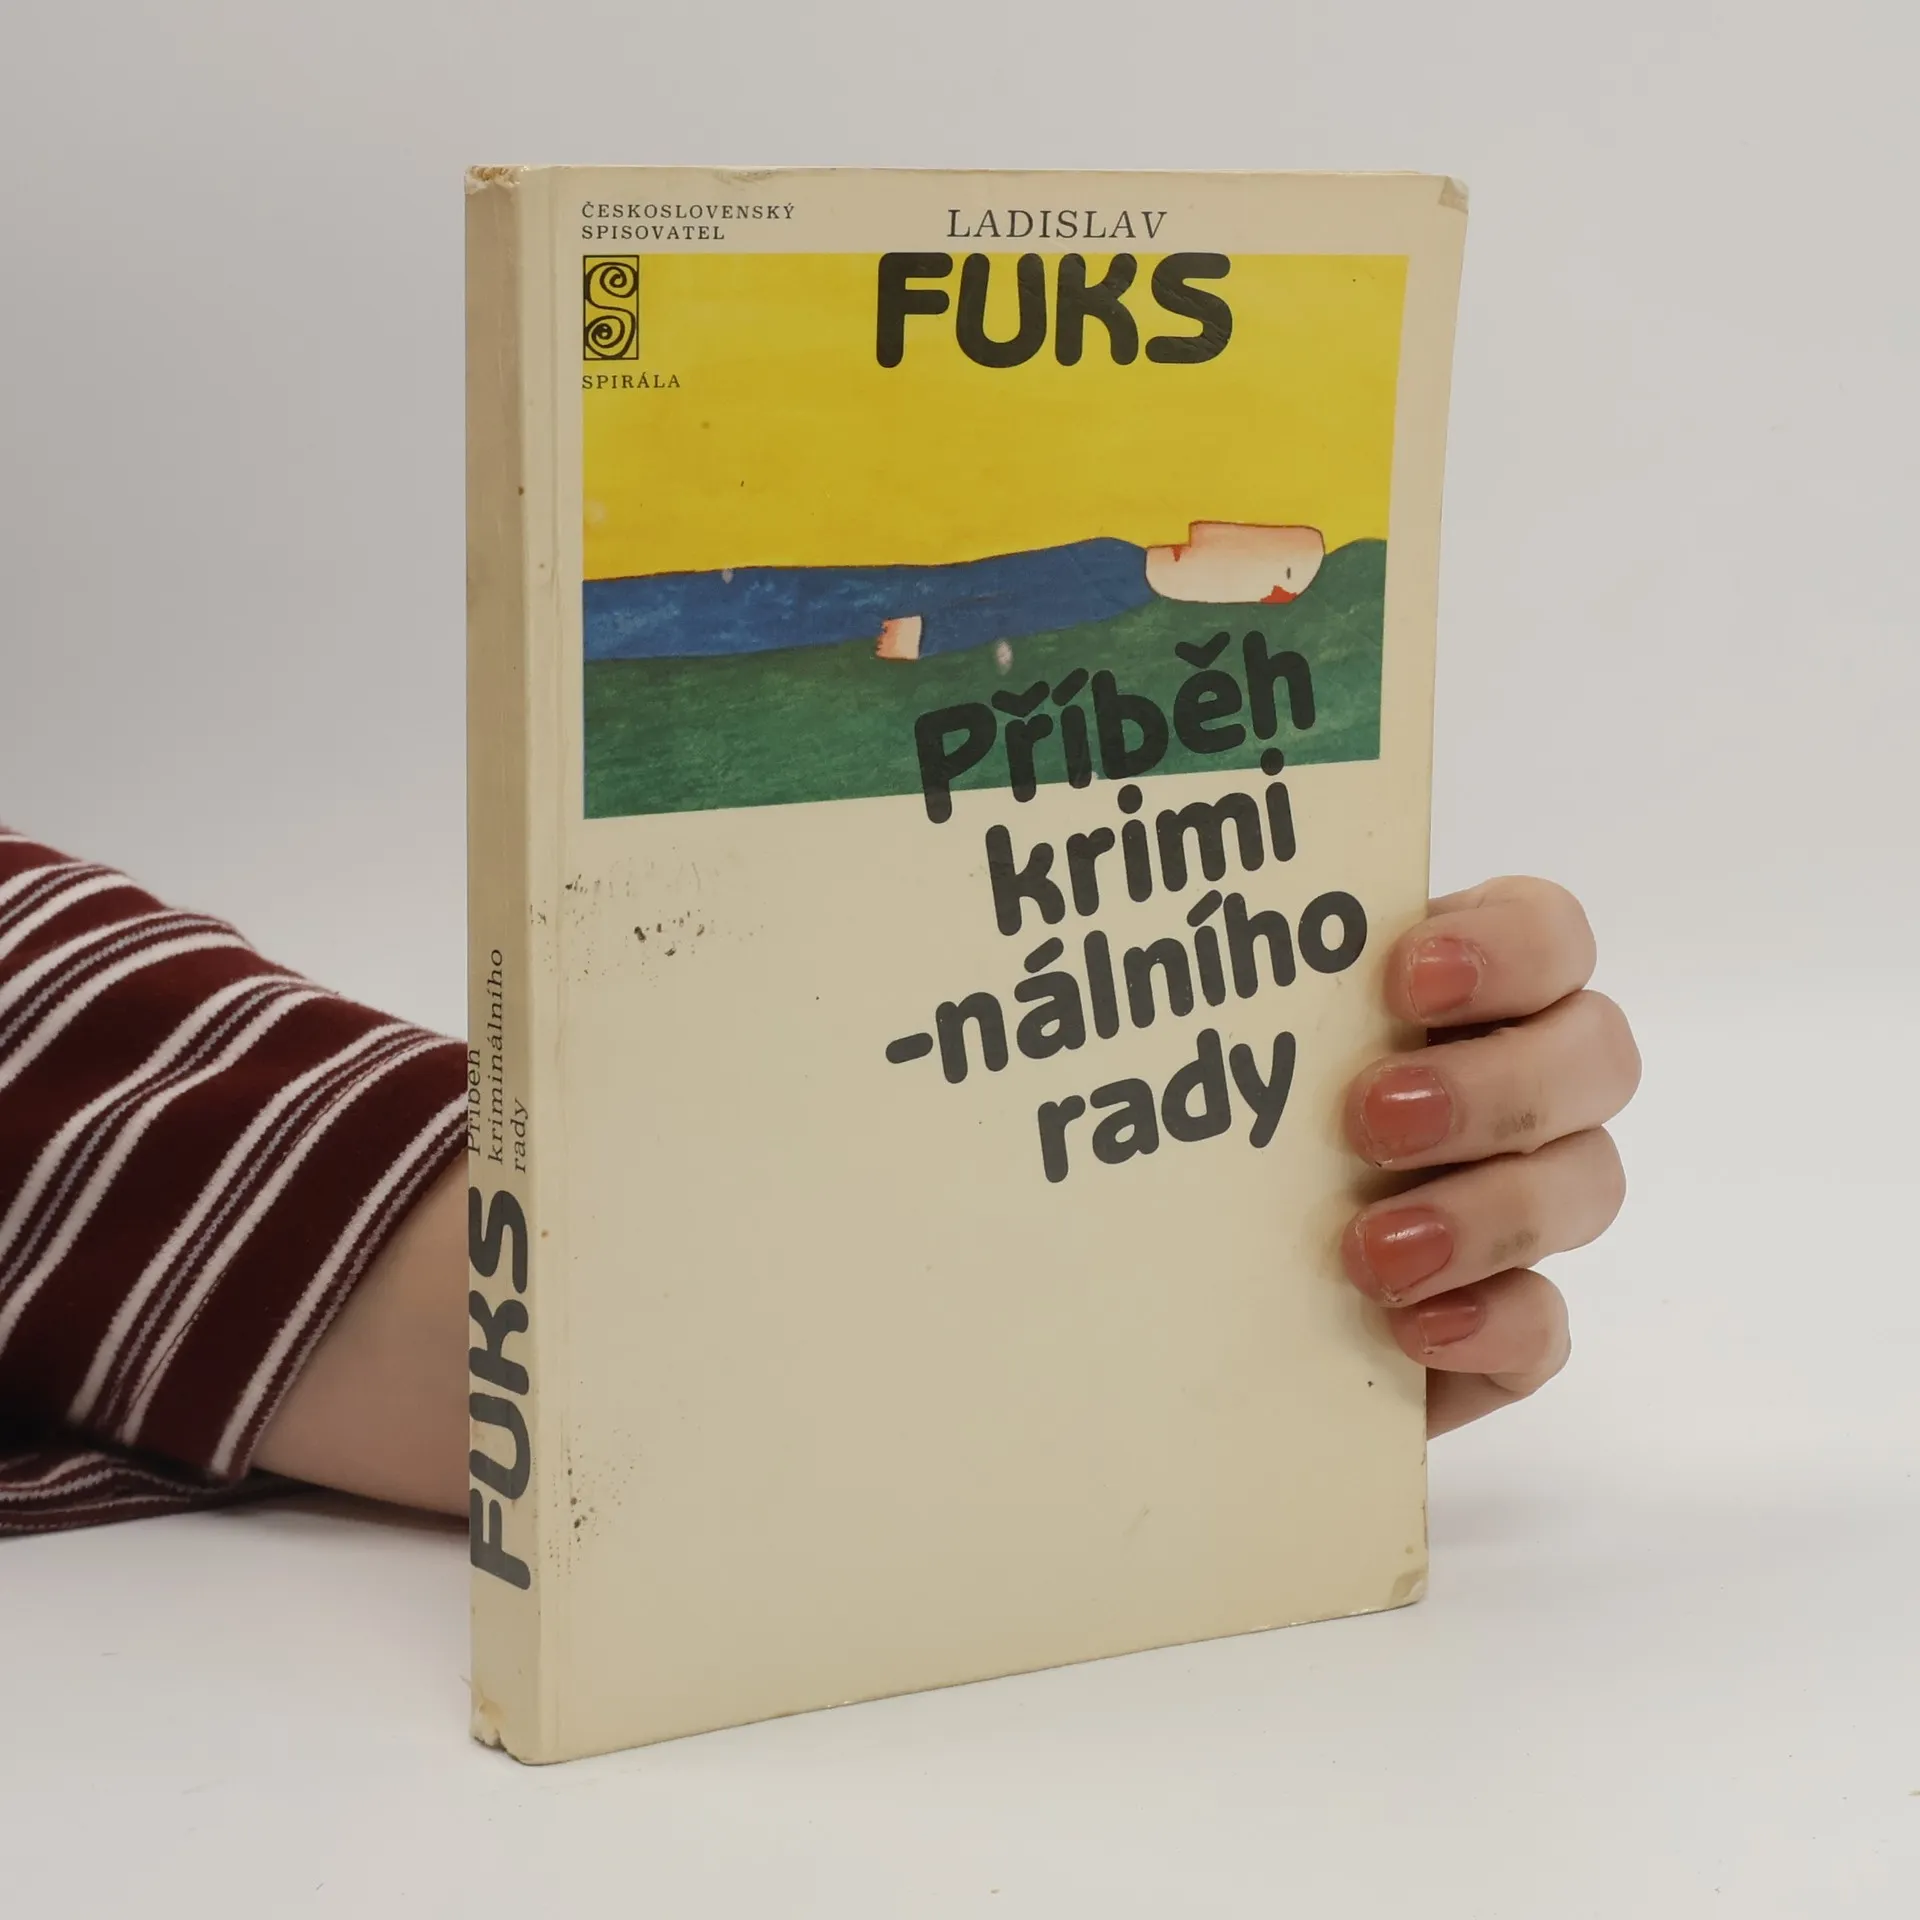 ČESKOSLOVENSKÝ
SPISOVATEL
LADISLAV
FUKS
SPIRÁLA
Příběh
krimi
-nálního
rady
FUKS
Příběh
kriminálního
rady